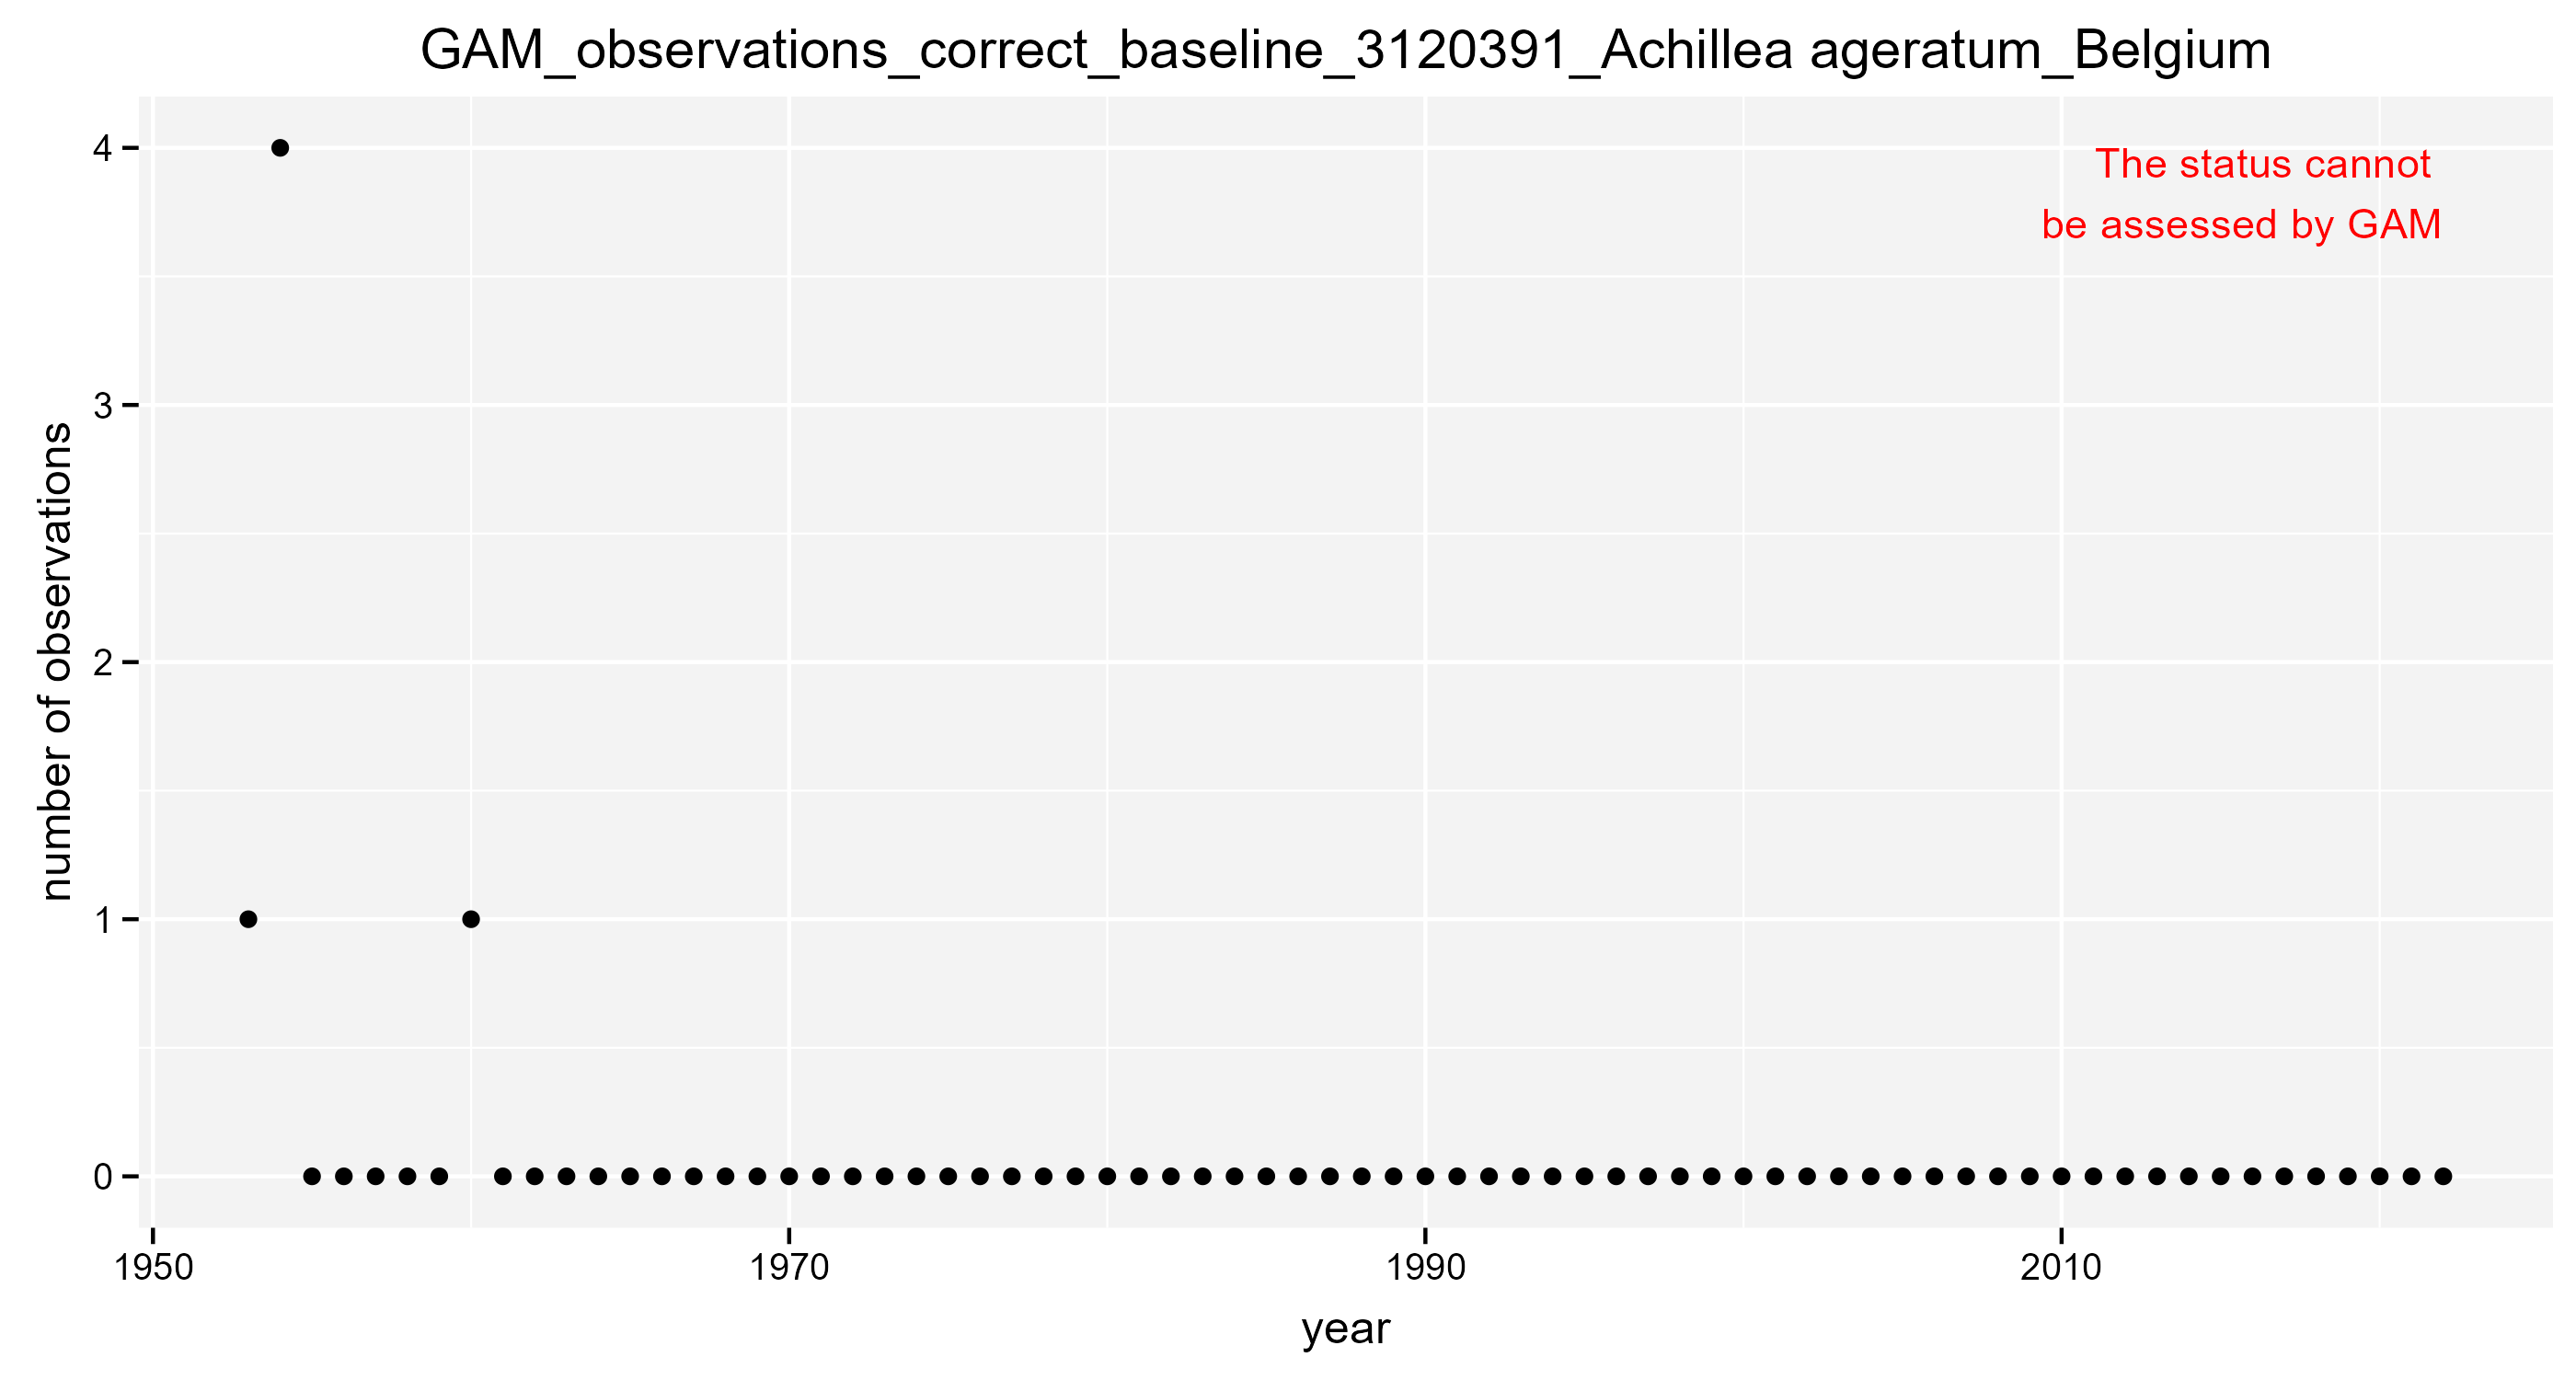 GAM_observations_correct_baseline_3120391_Achillea ageratum_Belgium
The status cannot
be assessed by GAM
number of observations
4
3
2
1
0
1950
1970
1990
2010
year